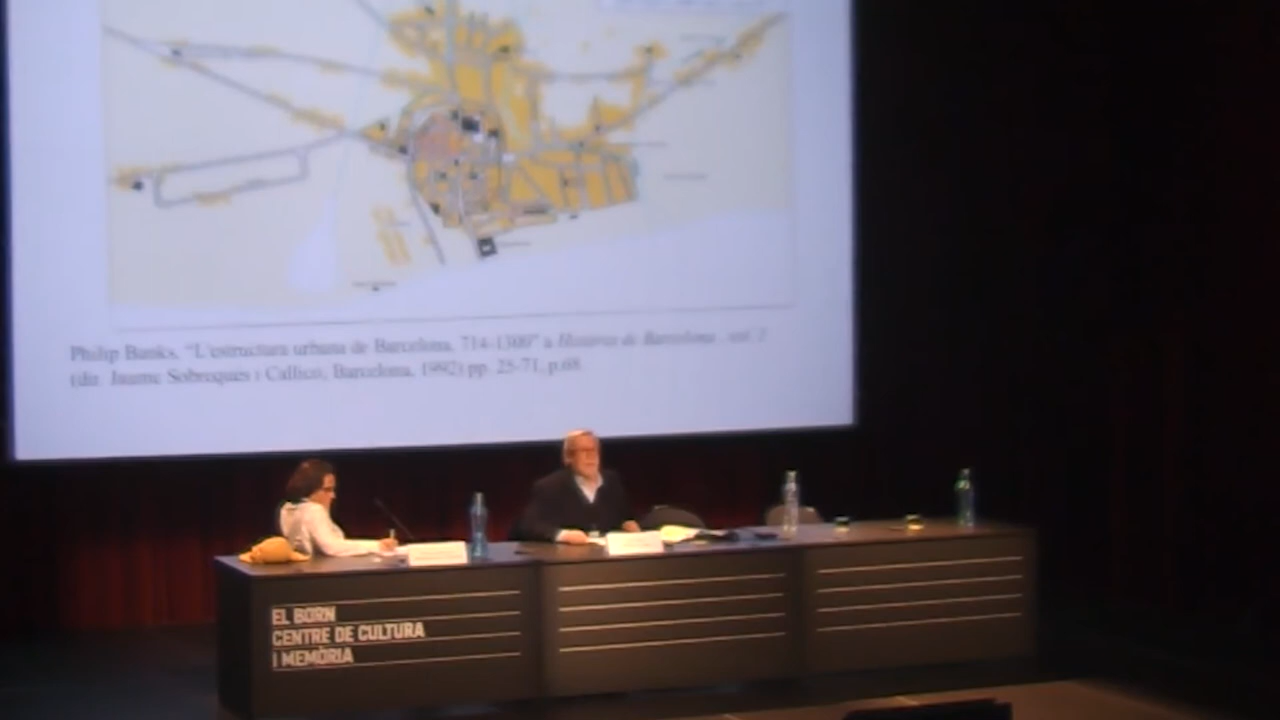 Philip Banks, "L'estructura urbana de Barcelona, 714-1300" a Història de Barcelona, vol. 2
(dir. Jaume Sobrequés i Callicó, Barcelona, 1992) pp. 25-71, p.68.
EL BORN
CENTRE DE CULTURA
I MEMÒRIA